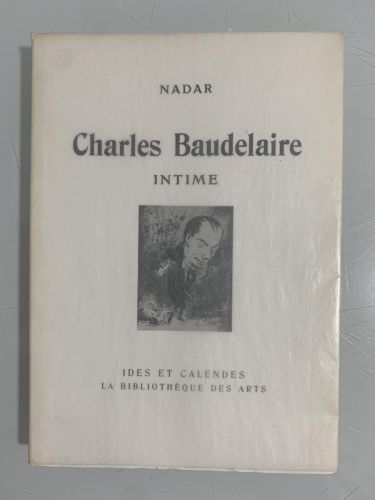 NADAR
Charles Baudelaire
INTIME
IDES ET CALENDES
LA BIBLIOTHÈQUE DES ARTS